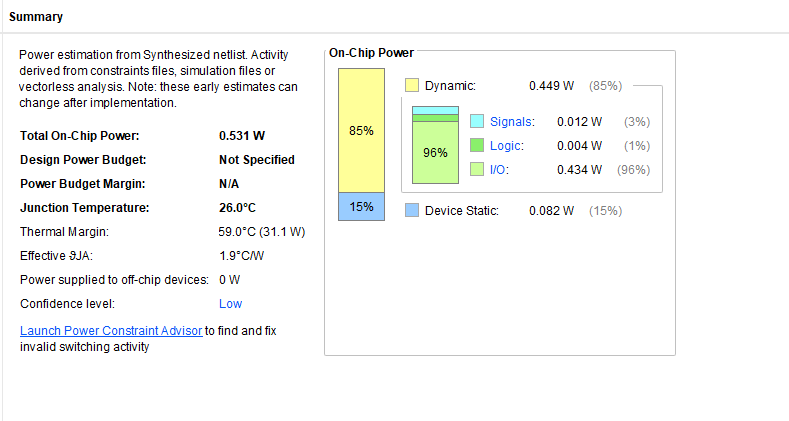 Summary
Power estimation from Synthesized netlist. Activity
derived from constraints files, simulation files or
vectorless analysis. Note: these early estimates can
change after implementation.
Total On-Chip Power: 0.531 W
Design Power Budget: Not Specified
Power Budget Margin: N/A
Junction Temperature: 26.0°C
Thermal Margin: 59.0°C (31.1 W)
Effective ϑJA: 1.9°C/W
Power supplied to off-chip devices: 0 W
Confidence level: Low
Launch Power Constraint Advisor to find and fix
invalid switching activity
On-Chip Power
85%
15%
Dynamic: 0.449 W (85%)
96%
Signals: 0.012 W (3%)
Logic: 0.004 W (1%)
I/O: 0.434 W (96%)
Device Static: 0.082 W (15%)